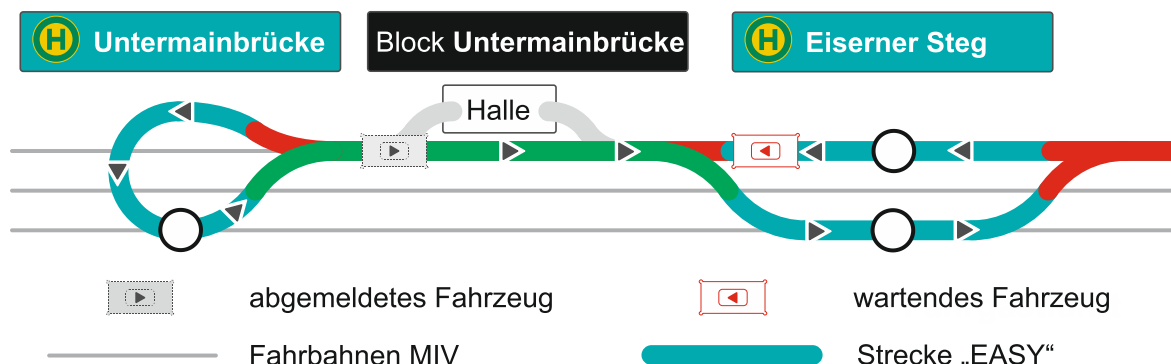 H Untermainbrücke
Block Untermainbrücke
H Eiserner Steg
Halle
abgemeldetes Fahrzeug
wartendes Fahrzeug
Fahrbahnen MIV
Strecke „EASY“